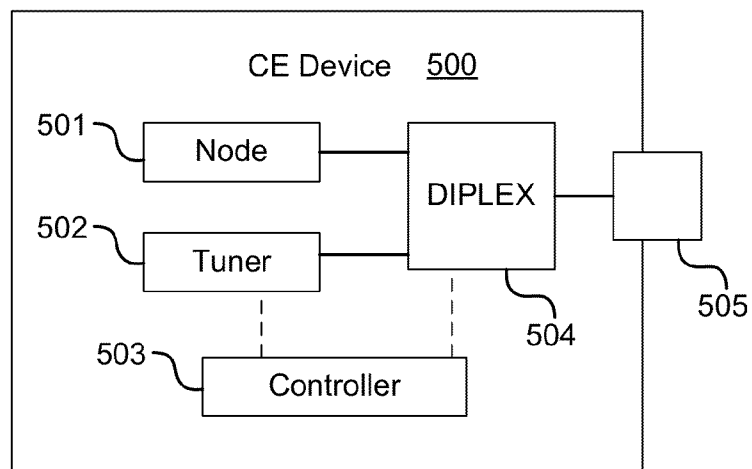 CE Device 500
501
Node
DIPLEX
502
Tuner
505
504
503
Controller